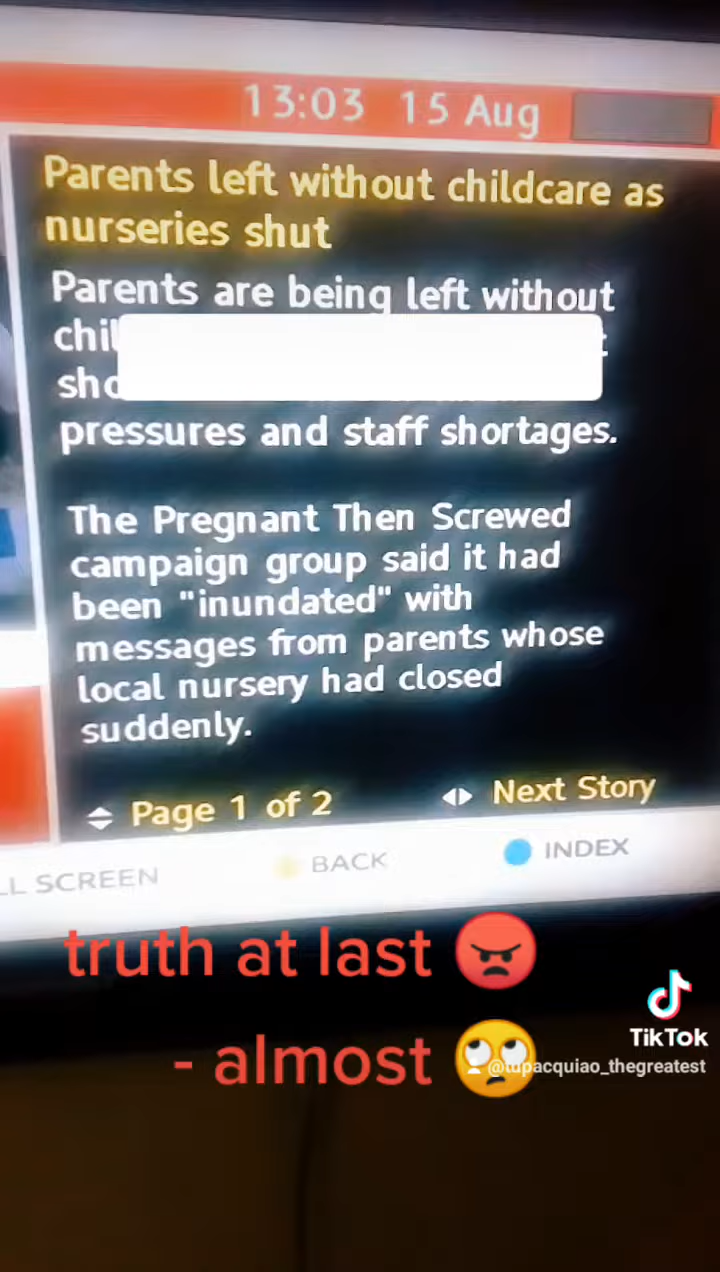 13:03 15 Aug
Parents left without childcare as
nurseries shut
Parents are being left without
pressures and staff shortages.
The Pregnant Then Screwed
campaign group said it had
been "inundated" with
messages from parents whose
local nursery had closed
suddenly.
Page 1 of 2 Next Story
SCREEN BACK INDEX
truth at last 😡
- almost 🙄
TikTok
@tupacquiao_thegreatest